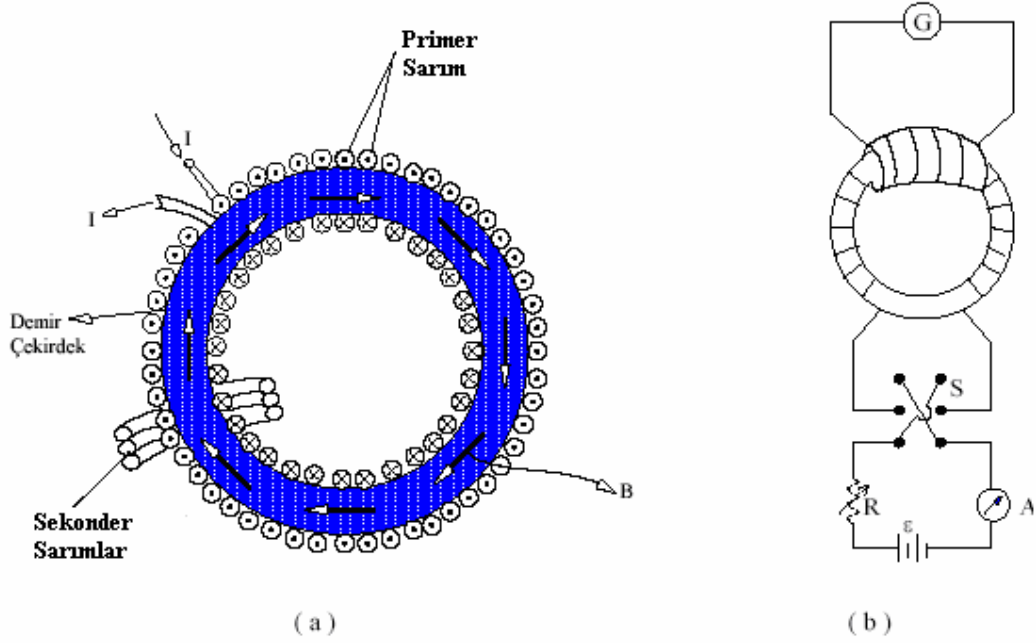 Primer
Sarım
I
I
Demir
Çekirdek
B
Sekonder
Sarımlar
( a )
G
S
R
A
ε
( b )